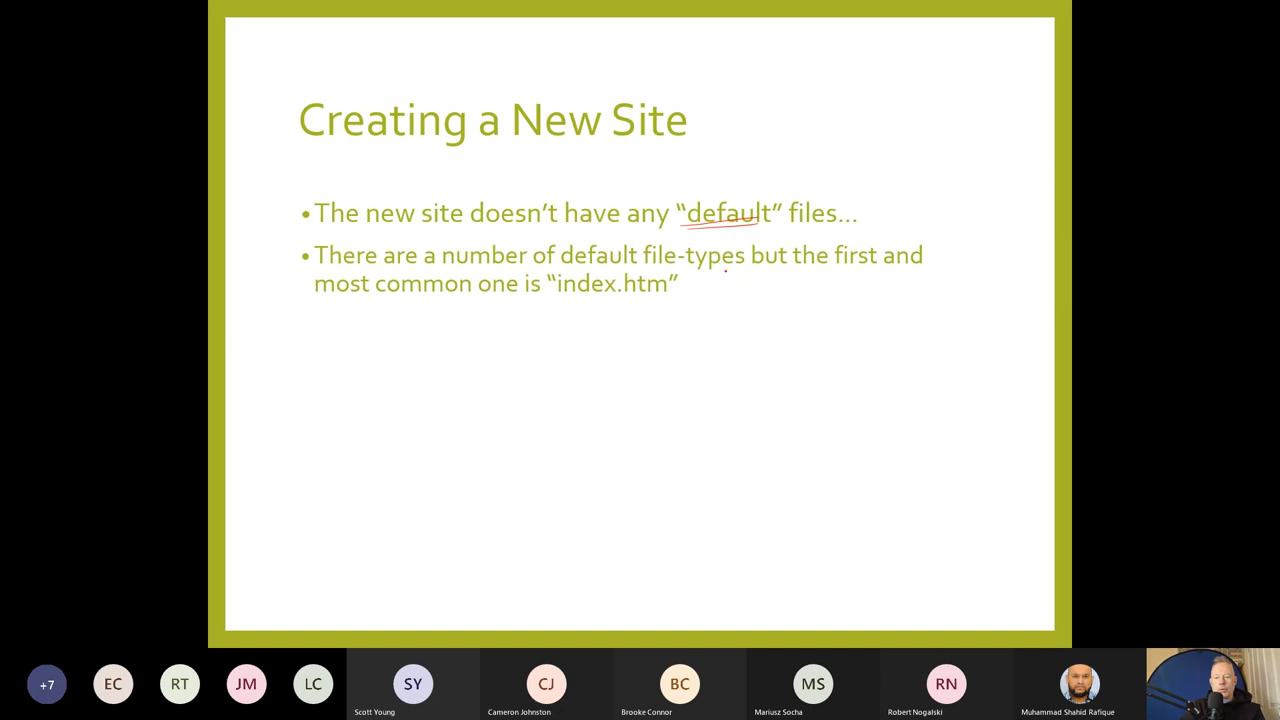 Creating a New Site
•The new site doesn’t have any “default” files…
•There are a number of default file-types but the first and
most common one is “index.htm”
+7
EC
RT
JM
LC
SY
CJ
BC
MS
RN
Scott Young
Cameron Johnston
Brooke Connor
Mariusz Socha
Robert Nogalski
Muhammad Shahid Rafique